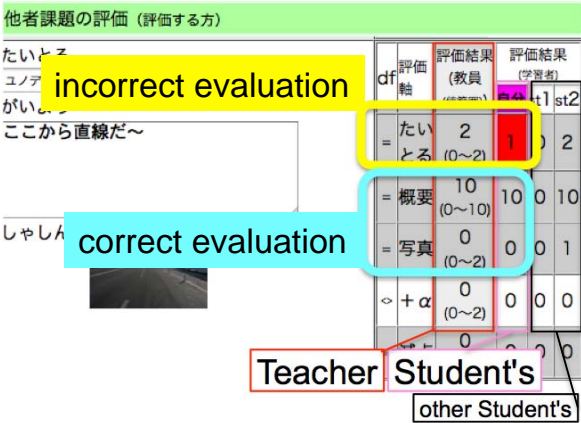 他者課題の評価 (評価する方)
たいとる
incorrect evaluation
ここから直線だ～
しゃしん
correct evaluation
df 評価軸 評価結果 (教員 評価結果 (学習者)
自分 st1 st2
= たいとる 2 (0～2) 1 0 2
= 概要 10 (0～10) 10 0 10
= 写真 0 (0～2) 0 0 1
<> +α 0 (0～2) 0 0 0
0 0 0
Teacher Student's
other Student's